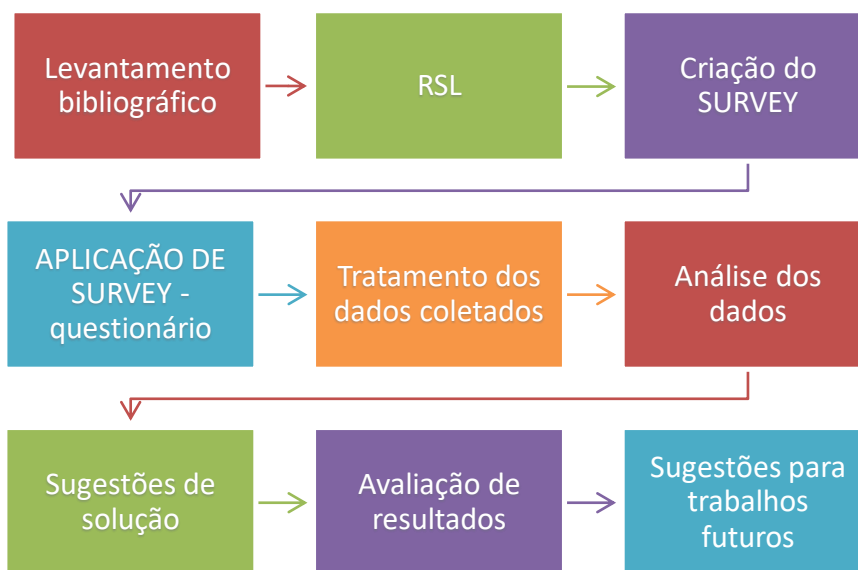 Levantamento
bibliográfico
RSL
Criação do
SURVEY
APLICAÇÃO DE
SURVEY -
questionário
Tratamento dos
dados coletados
Análise dos
dados
Sugestões de
solução
Avaliação de
resultados
Sugestões para
trabalhos
futuros